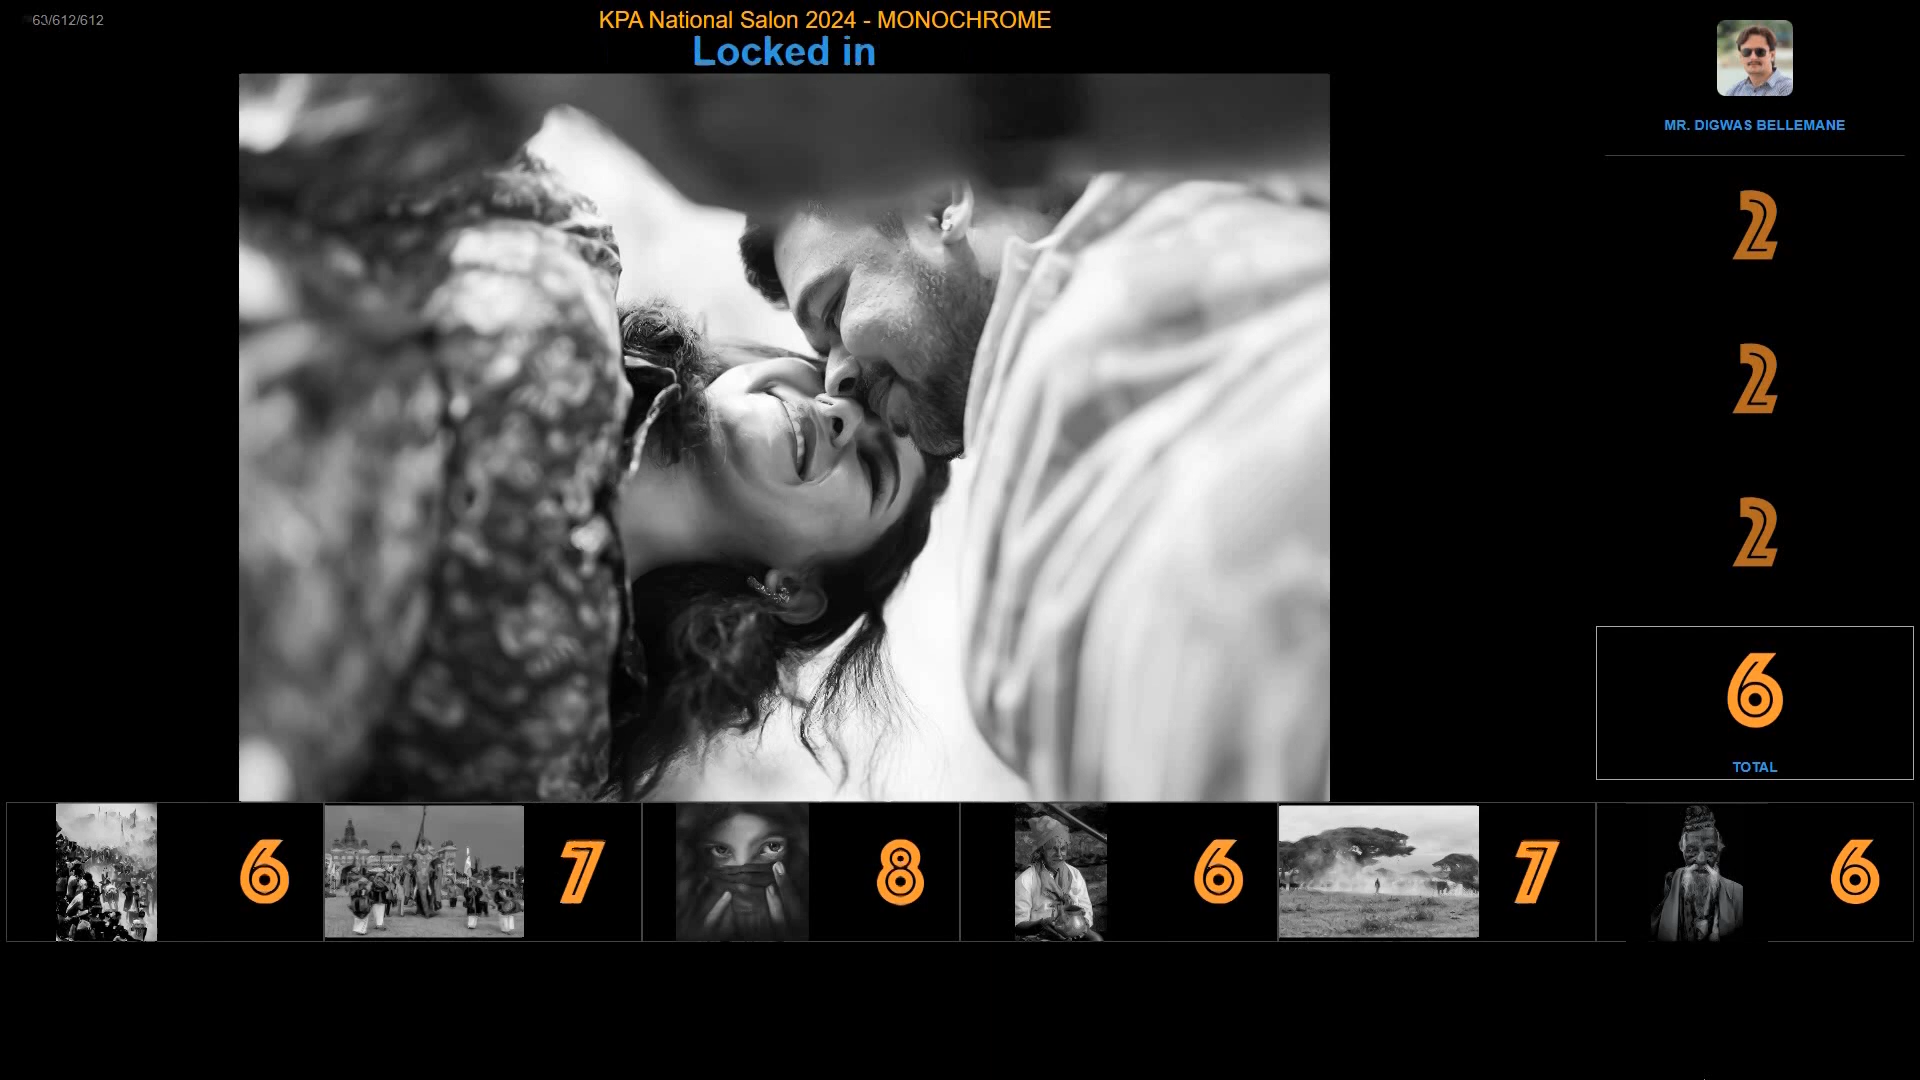 63/612/612
KPA National Salon 2024 - MONOCHROME
Locked in
MR. DIGWAS BELLEMANE
2
2
2
6
TOTAL
6
7
8
6
7
6